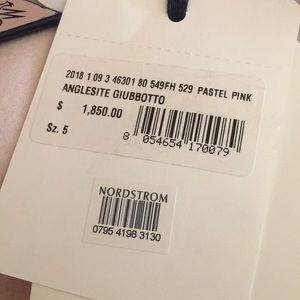 2018 1 09 3 46301 80 549FH 529 PASTEL PINK
ANGLESITE GIUBBOTTO
$ 1,850.00
Sz. 5
8 054654 170079
NORDSTROM
0795 4198 3130